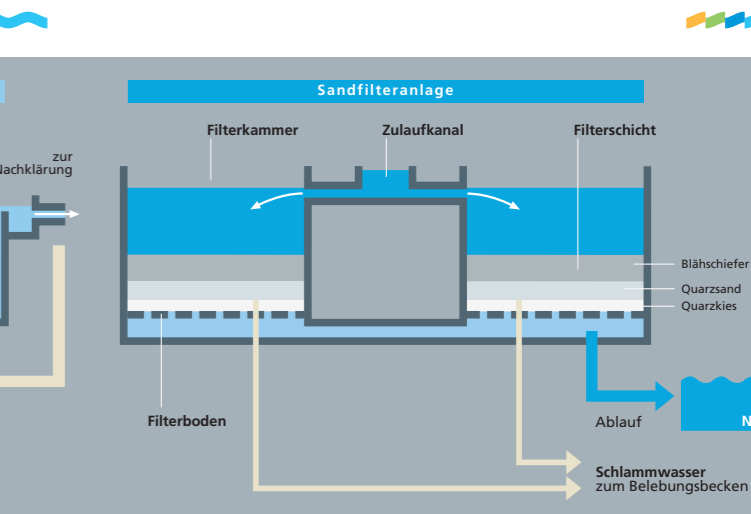 Sandfilteranlage
Filterkammer
Zulaufkanal
Filterschicht
zur
Nachklärung
Blähschiefer
Quarzsand
Quarzkies
Filterboden
Ablauf
N
Schlammwasser
zum Belebungsbecken